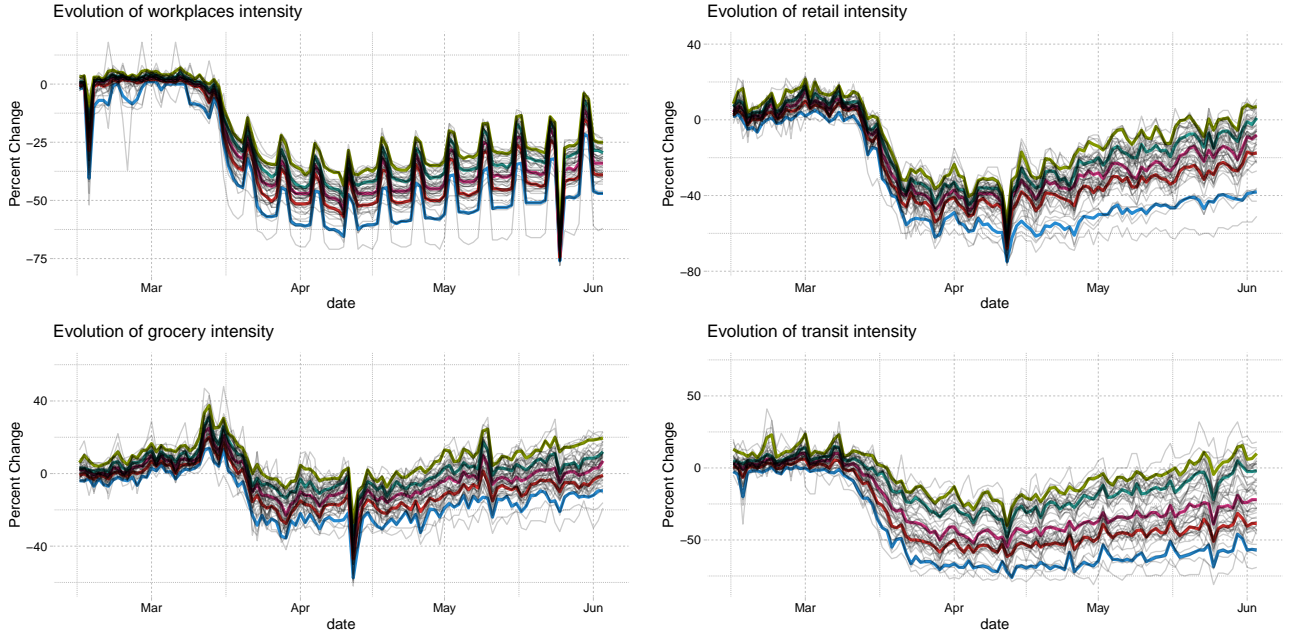 Evolution of workplaces intensity
Percent Change
0
−25
−50
−75
Mar
Apr
May
Jun
date
Evolution of retail intensity
Percent Change
40
0
−40
−80
Mar
Apr
May
Jun
date
Evolution of grocery intensity
Percent Change
40
0
−40
Mar
Apr
May
Jun
date
Evolution of transit intensity
Percent Change
50
0
−50
Mar
Apr
May
Jun
date